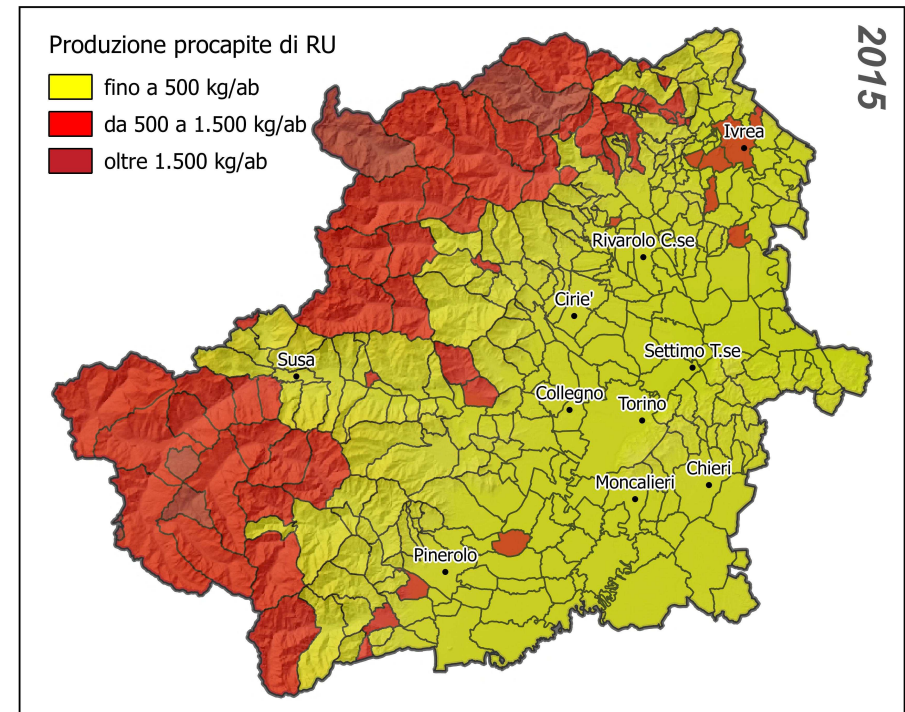 Produzione procapite di RU
fino a 500 kg/ab
da 500 a 1.500 kg/ab
oltre 1.500 kg/ab
2015
Ivrea
Rivarolo C.se
Cirie'
Settimo T.se
Susa
Collegno
Torino
Chieri
Moncalieri
Pinerolo